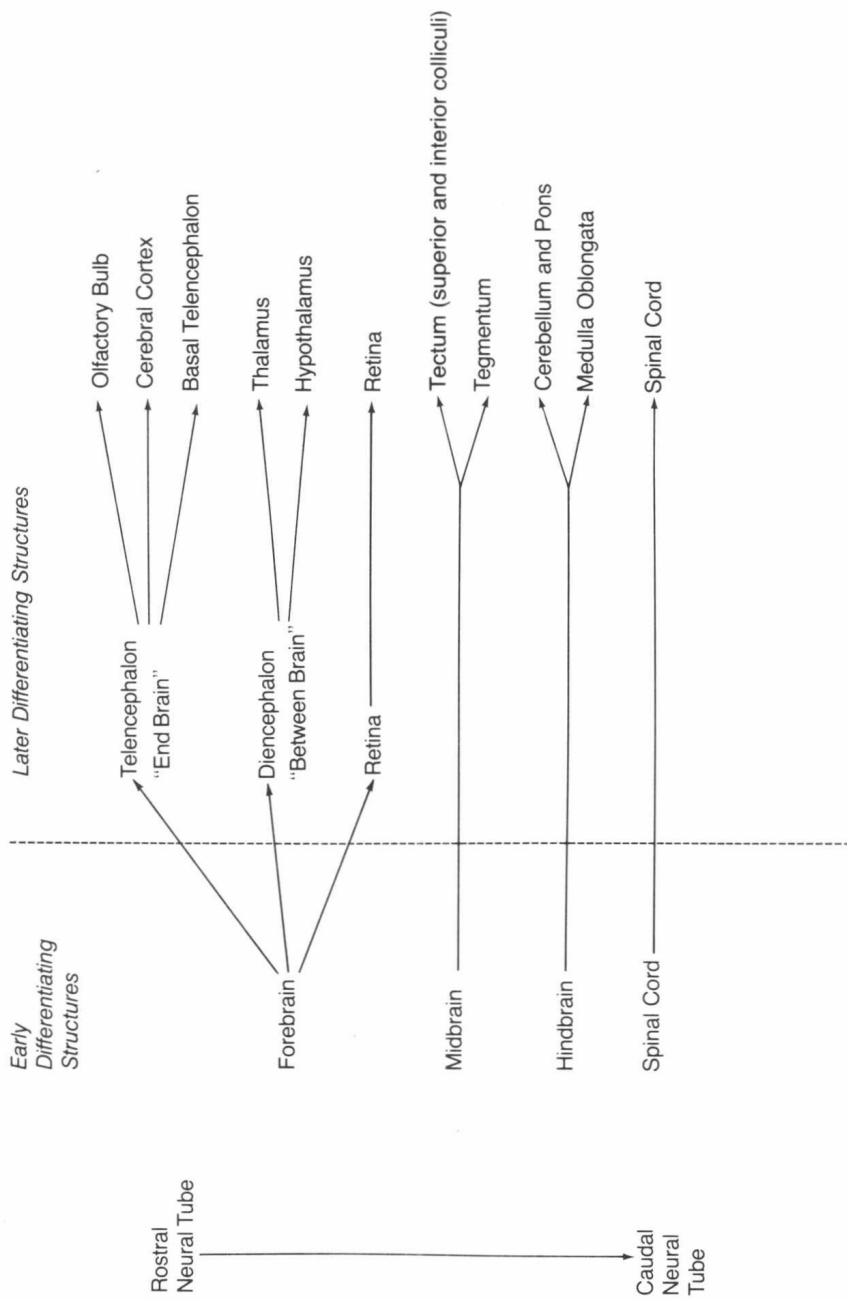 Early
Differentiating
Structures
Later Differentiating Structures
Rostral
Neural Tube
Caudal
Neural
Tube
Forebrain
Midbrain
Hindbrain
Spinal Cord
Telencephalon
"End Brain"
Diencephalon
"Between Brain"
Retina
Olfactory Bulb
Cerebral Cortex
Basal Telencephalon
Thalamus
Hypothalamus
Retina
Tectum (superior and interior colliculi)
Tegmentum
Cerebellum and Pons
Medulla Oblongata
Spinal Cord